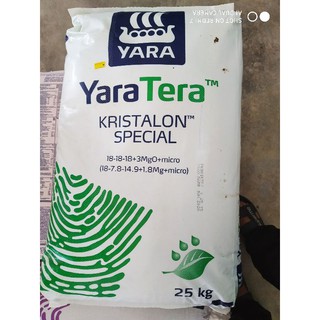 YARA
YaraTera™
KRISTALON™
SPECIAL
18-18-18+3MgO+micro
(18-7.8-14.9+1.8Mg+micro)
25 kg